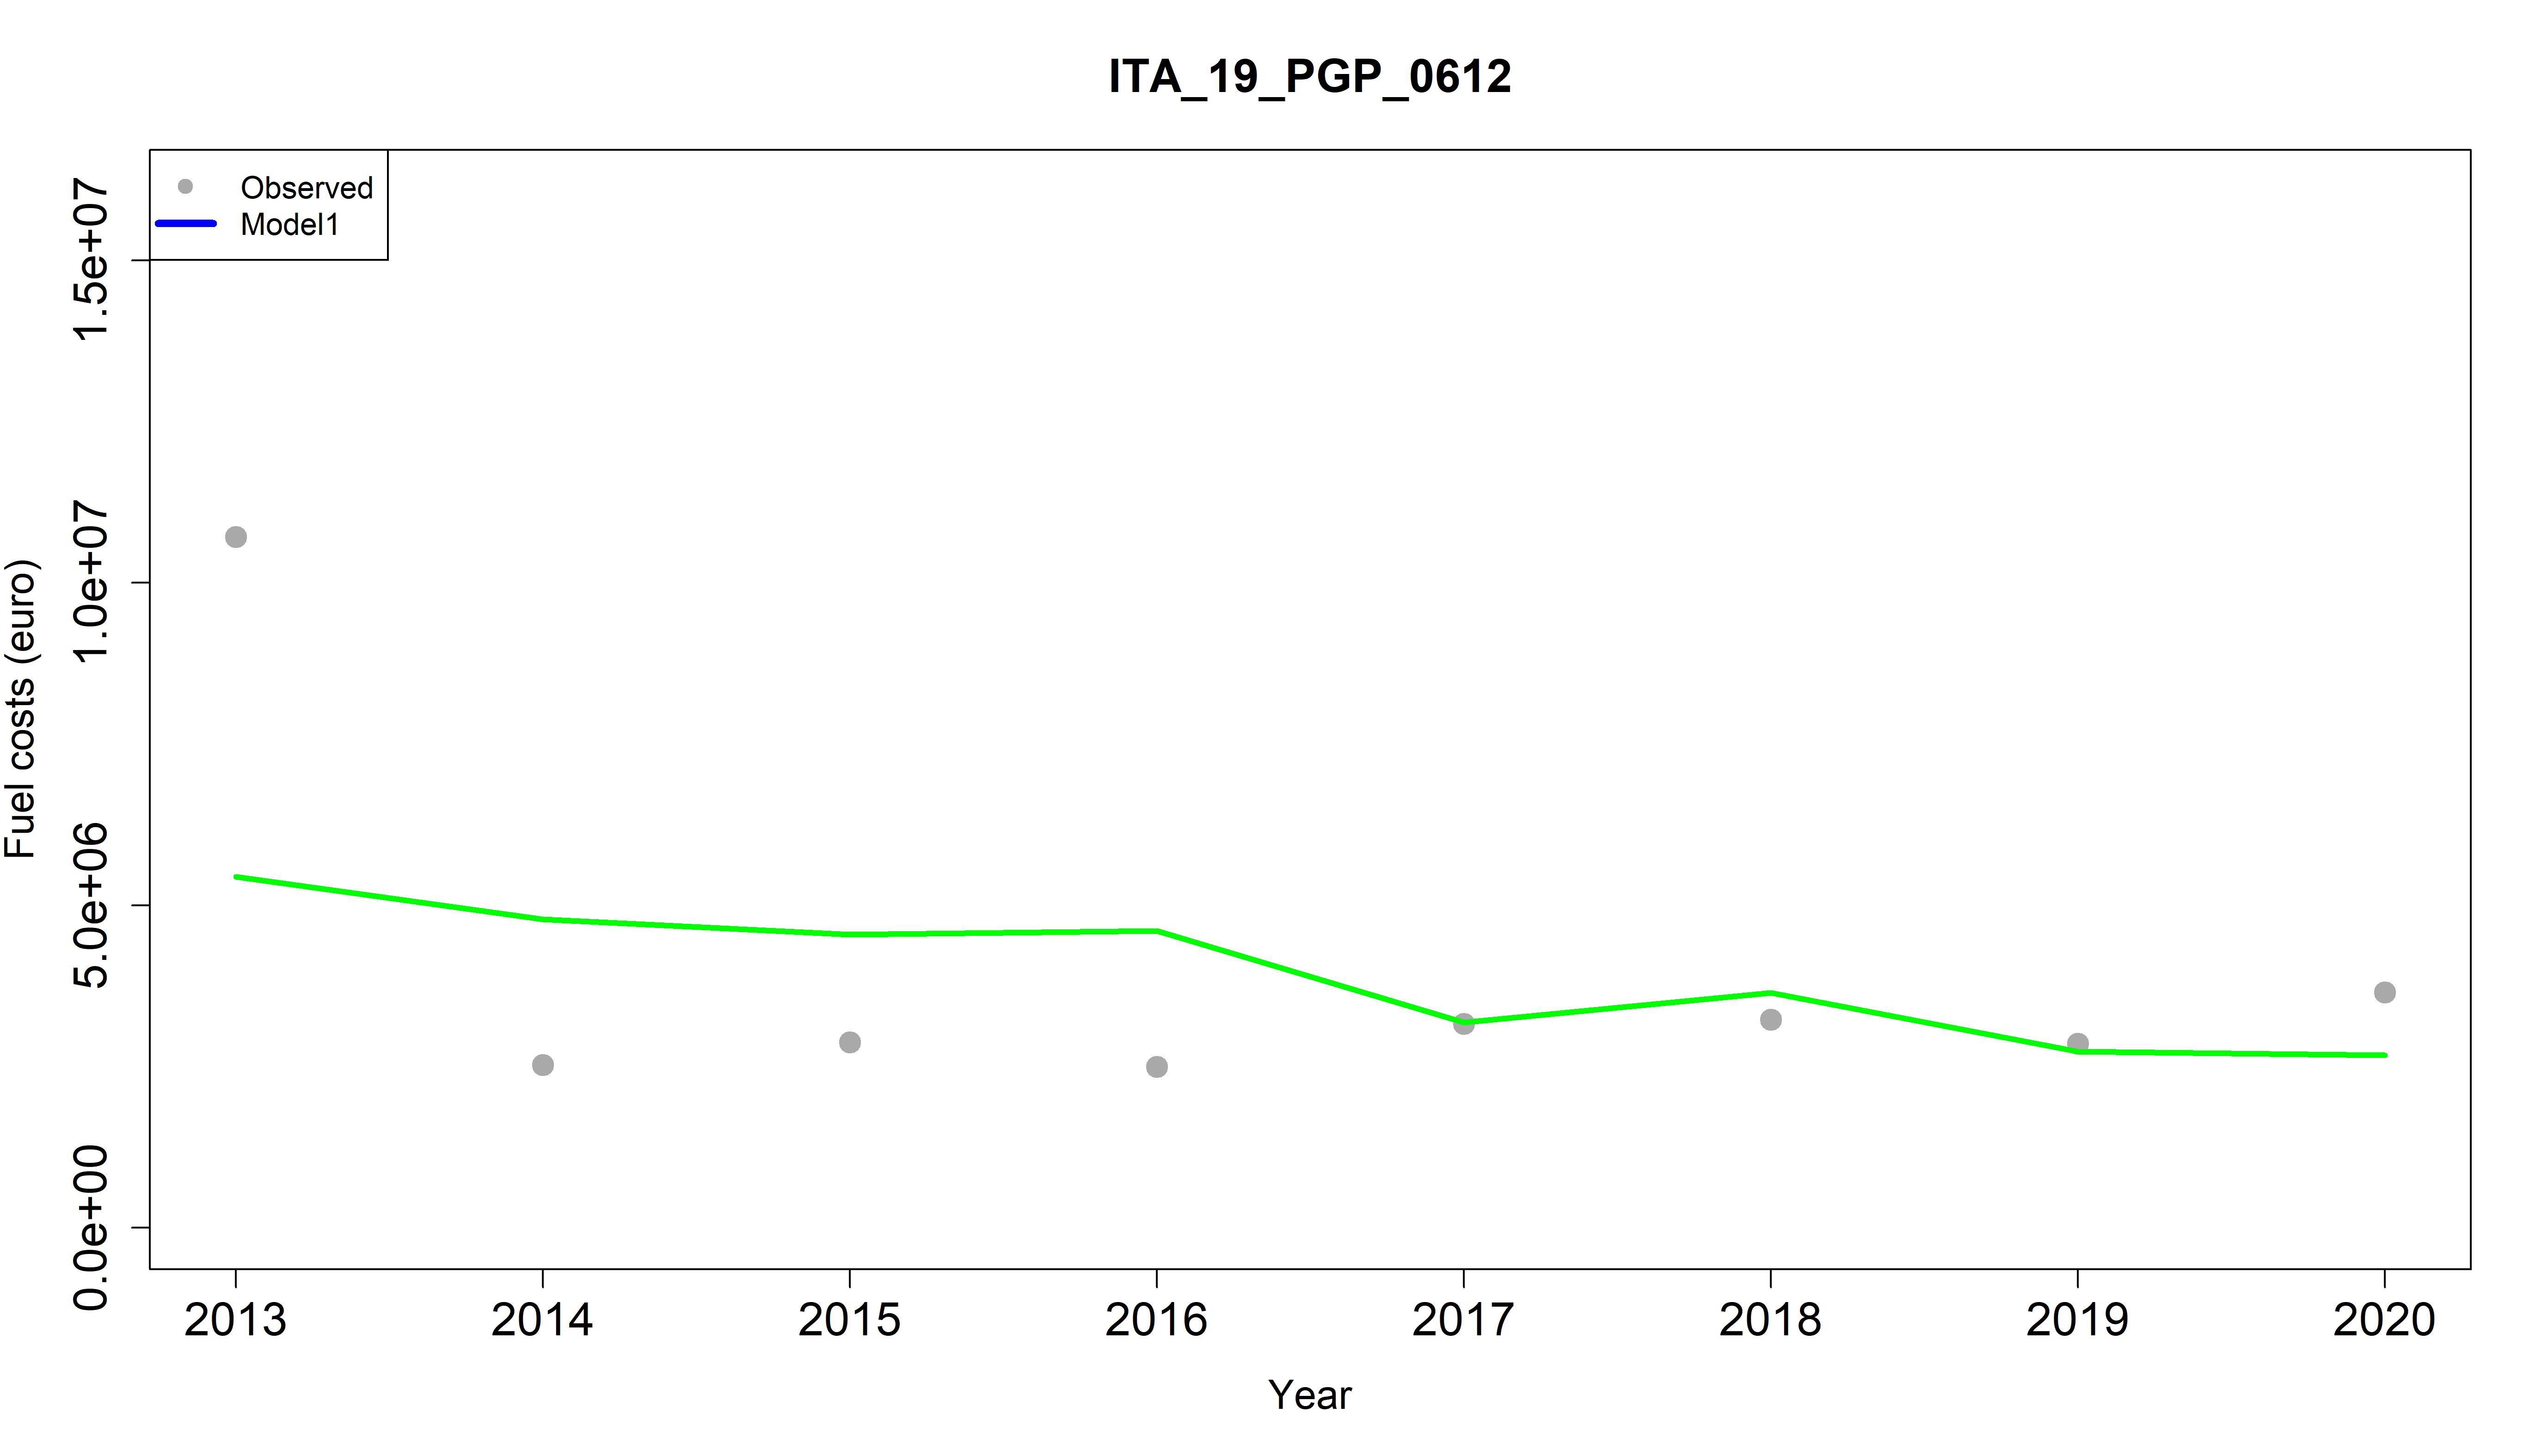 ITA_19_PGP_0612
Observed
Model1
Fuel costs (euro)
1.5e+07
1.0e+07
5.0e+06
0.0e+00
2013 2014 2015 2016 2017 2018 2019 2020
Year